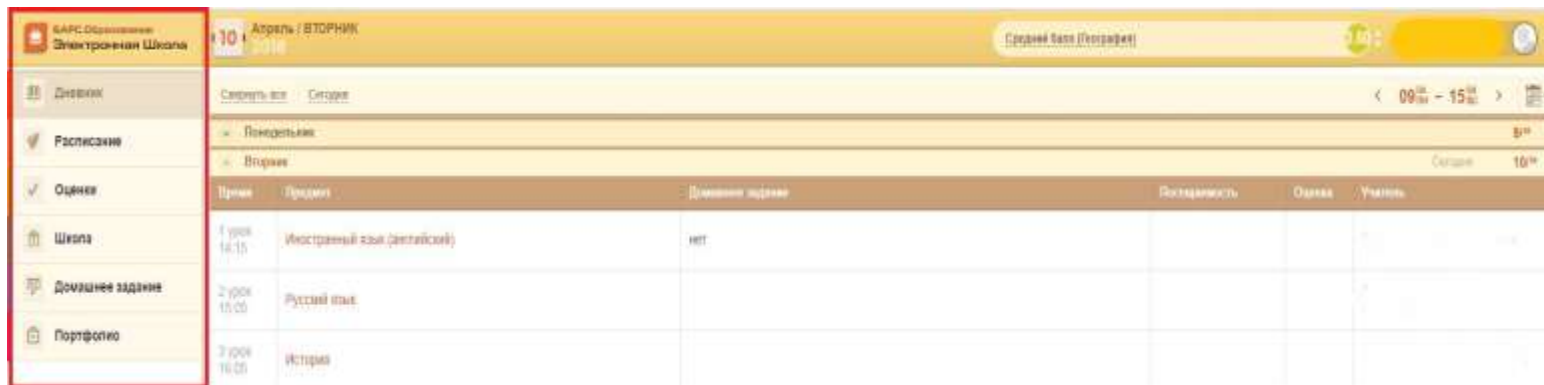 БАРС.Образование
Электронная Школа
10 Апрель / ВТОРНИК
2018
Средний балл (География)
Дневник
Расписание
Оценки
Школа
Домашнее задание
Портфолио
Свернуть все Сегодня
< 09 – 15 >
Понедельник
Вторник Сегодня
Время Предмет Домашнее задание Посещаемость Оценка Учитель
1 урок
14:15
Иностранный язык (английский) нет
2 урок
15:05
Русский язык
3 урок
16:05
История